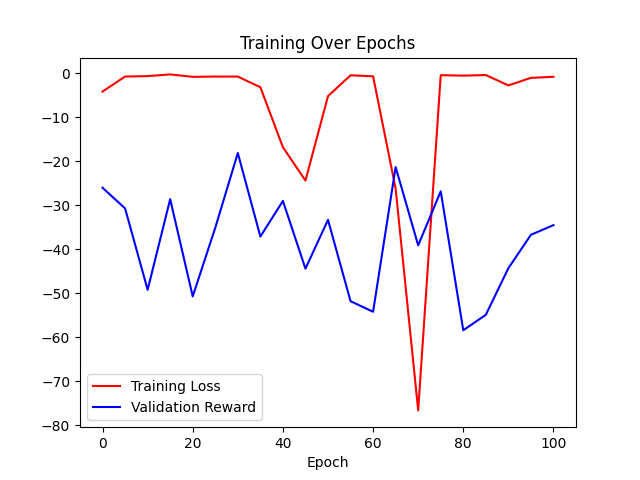 Training Over Epochs
0
−10
−20
−30
−40
−50
−60
−70
−80
Training Loss
Validation Reward
0 20 40 60 80 100
Epoch